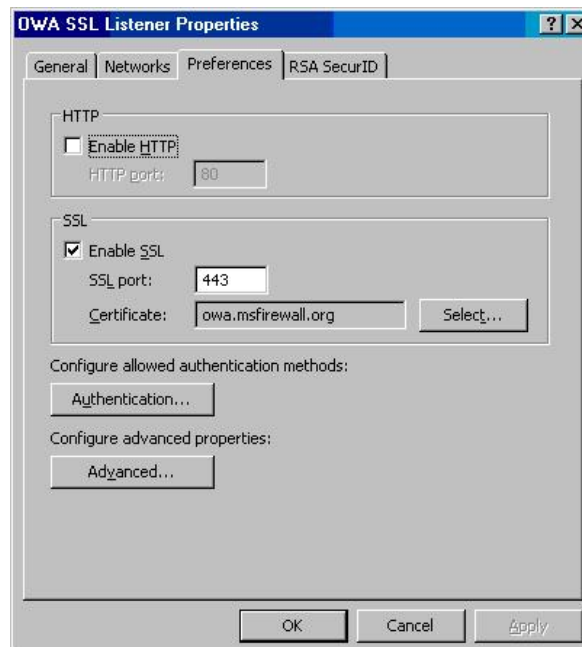 OWA SSL Listener Properties
General Networks Preferences RSA SecurID
HTTP
Enable HTTP
HTTP port: 80
SSL
Enable SSL
SSL port: 443
Certificate: owa.msfirewall.org Select...
Configure allowed authentication methods:
Authentication...
Configure advanced properties:
Advanced...
OK Cancel Apply